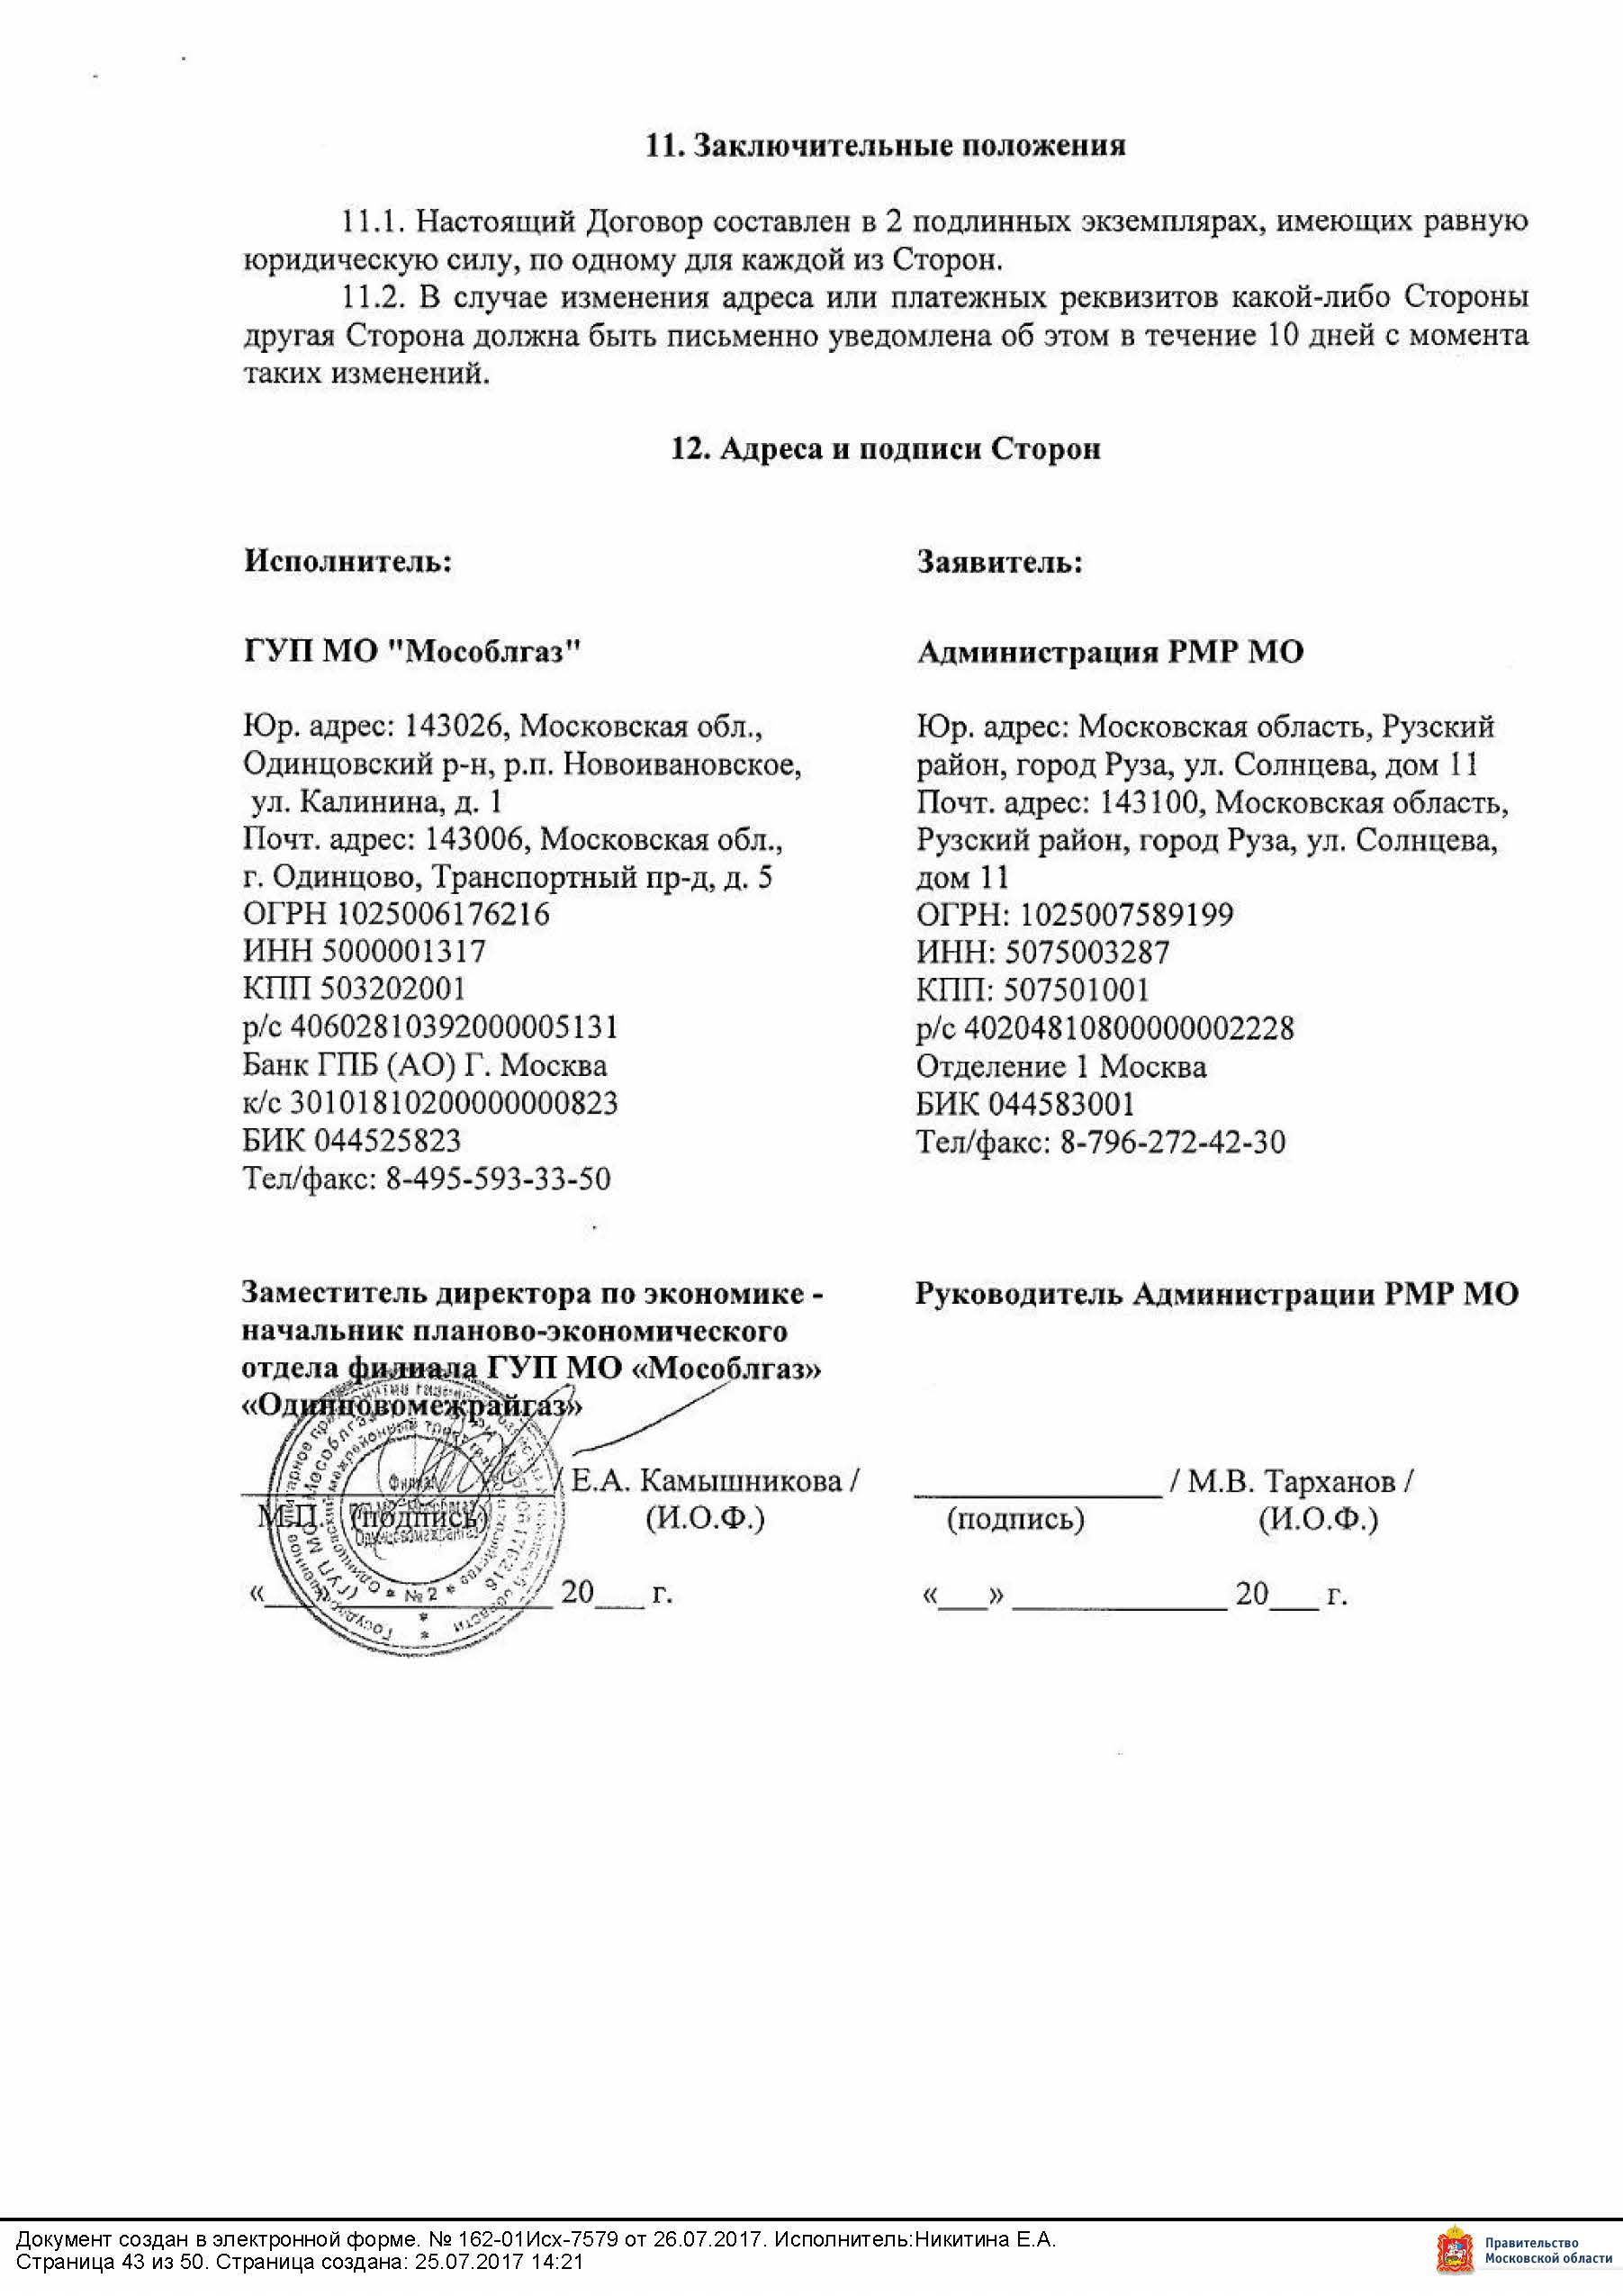 11. Заключительные положения
11.1. Настоящий Договор составлен в 2 подлинных экземплярах, имеющих равную
юридическую силу, по одному для каждой из Сторон.
11.2. В случае изменения адреса или платежных реквизитов какой-либо Стороны
другая Сторона должна быть письменно уведомлена об этом в течение 10 дней с момента
таких изменений.
12. Адреса и подписи Сторон
Исполнитель:
ГУП МО "Мособлгаз"
Юр. адрес: 143026, Московская обл.,
Одинцовский р-н, р.п. Новоивановское,
ул. Калинина, д. 1
Почт. адрес: 143006, Московская обл.,
г. Одинцово, Транспортный пр-д, д. 5
ОГРН 1025006176216
ИНН 5000001317
КПП 503202001
р/с 40602810392000005131
Банк ГПБ (АО) Г. Москва
к/с 30101810200000000823
БИК 044525823
Тел/факс: 8-495-593-33-50
Заместитель директора по экономике -
начальник планово-экономического
отдела филиала ГУП МО «Мособлгаз»
«Одинцовомежрайгаз»
/ Е.А. Камышникова /
М.П. (подпись) (И.О.Ф.)
«___» ______________ 20___ г.
Заявитель:
Администрация РМР МО
Юр. адрес: Московская область, Рузский
район, город Руза, ул. Солнцева, дом 11
Почт. адрес: 143100, Московская область,
Рузский район, город Руза, ул. Солнцева,
дом 11
ОГРН: 1025007589199
ИНН: 5075003287
КПП: 507501001
р/с 40204810800000002228
Отделение 1 Москва
БИК 044583001
Тел/факс: 8-796-272-42-30
Руководитель Администрации РМР МО
_______________ / М.В. Тарханов /
(подпись) (И.О.Ф.)
«___» _____________ 20___ г.
№ 2
Документ создан в электронной форме. № 162-01Исх-7579 от 26.07.2017. Исполнитель:Никитина Е.А.
Страница 43 из 50. Страница создана: 25.07.2017 14:21
Правительство
Московской области